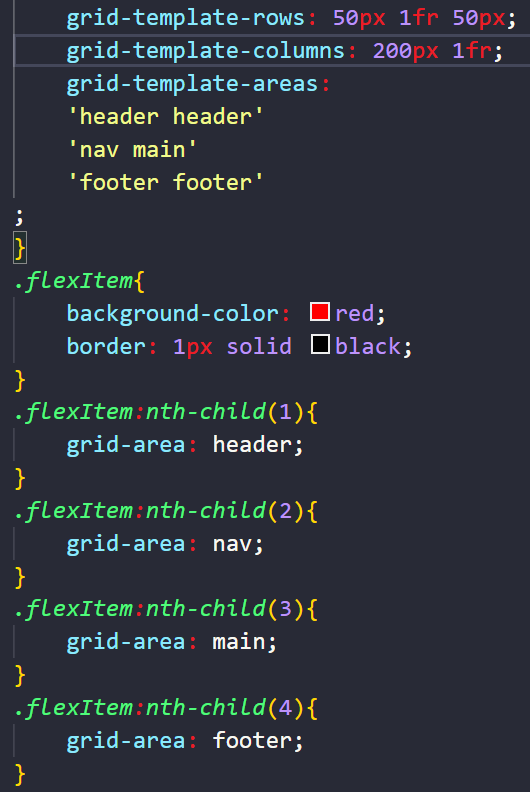 grid-template-rows: 50px 1fr 50px;
grid-template-columns: 200px 1fr;
grid-template-areas:
'header header'
'nav main'
'footer footer'
;
}
.flexItem{
background-color: red;
border: 1px solid black;
}
.flexItem:nth-child(1){
grid-area: header;
}
.flexItem:nth-child(2){
grid-area: nav;
}
.flexItem:nth-child(3){
grid-area: main;
}
.flexItem:nth-child(4){
grid-area: footer;
}